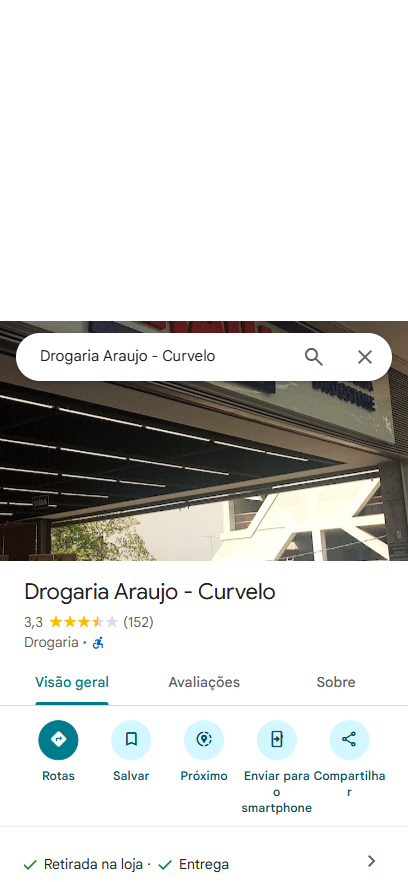 Drogaria Araujo - Curvelo
DRUGSTORE
Drogaria Araujo - Curvelo
3,3 (152)
Drogaria ·
Visão geral Avaliações Sobre
Rotas Salvar Próximo Enviar para o smartphone Compartilhar
Retirada na loja · Entrega